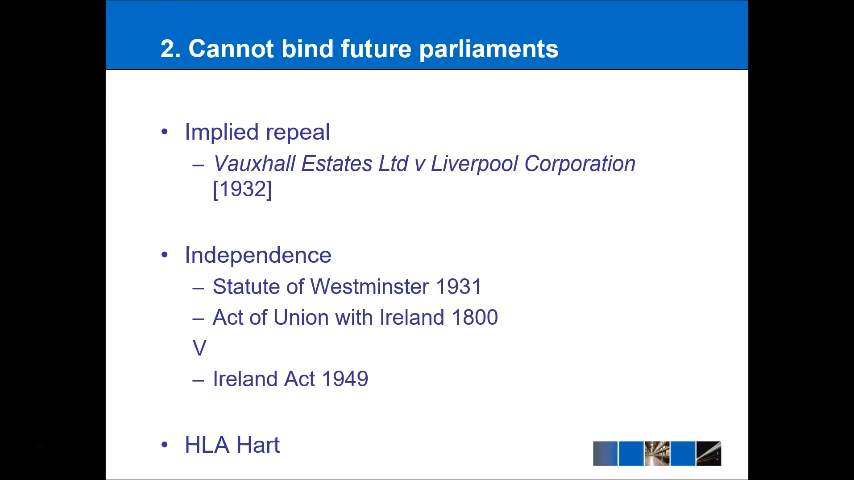 2. Cannot bind future parliaments
• Implied repeal
– Vauxhall Estates Ltd v Liverpool Corporation
[1932]
• Independence
– Statute of Westminster 1931
– Act of Union with Ireland 1800
V
– Ireland Act 1949
• HLA Hart